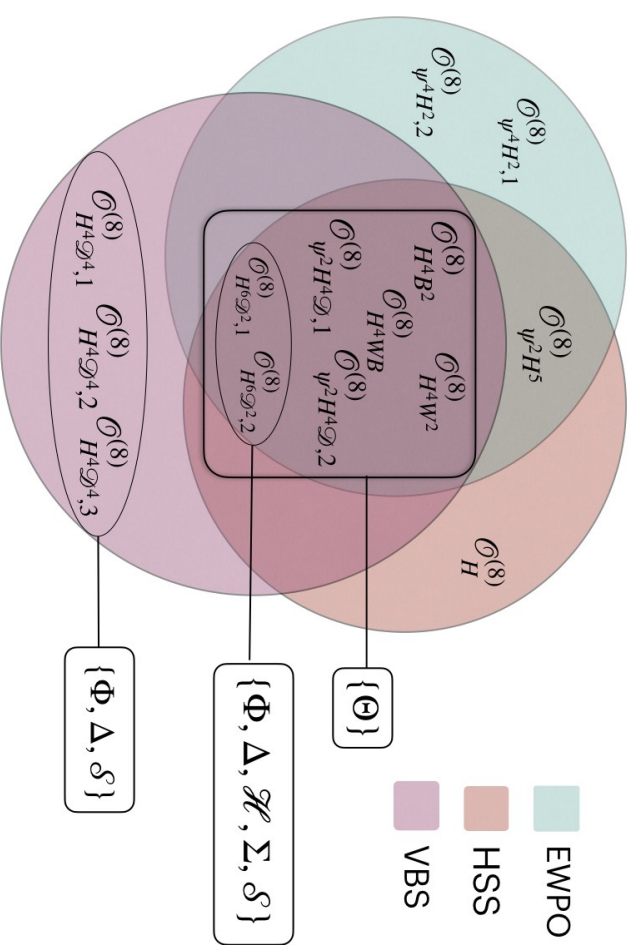 EWPO
HSS
VBS
𝒪^{(8)}_{ψ^4H^2,1}
𝒪^{(8)}_{ψ^4H^2,2}
𝒪^{(8)}_{ψ^2H^5}
𝒪^{(8)}_{H}
𝒪^{(8)}_{H^4B^2} 𝒪^{(8)}_{H^4W^2}
𝒪^{(8)}_{H^4WB}
𝒪^{(8)}_{ψ^2H^4𝒟,1} 𝒪^{(8)}_{ψ^2H^4𝒟,2}
{Θ}
𝒪^{(8)}_{H^6𝒟^2,1} 𝒪^{(8)}_{H^6𝒟^2,2}
{Φ, Δ, ℋ, Σ, 𝒮}
𝒪^{(8)}_{H^4𝒟^4,1} 𝒪^{(8)}_{H^4𝒟^4,2} 𝒪^{(8)}_{H^4𝒟^4,3}
{Φ, Δ, 𝒮}